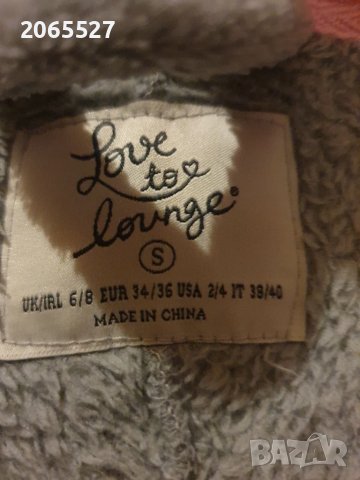 2065527
Love
to
lounge®
S
UK/IRL 6/8 EUR 34/36 USA 2/4 IT 38/40
MADE IN CHINA
BAZAR